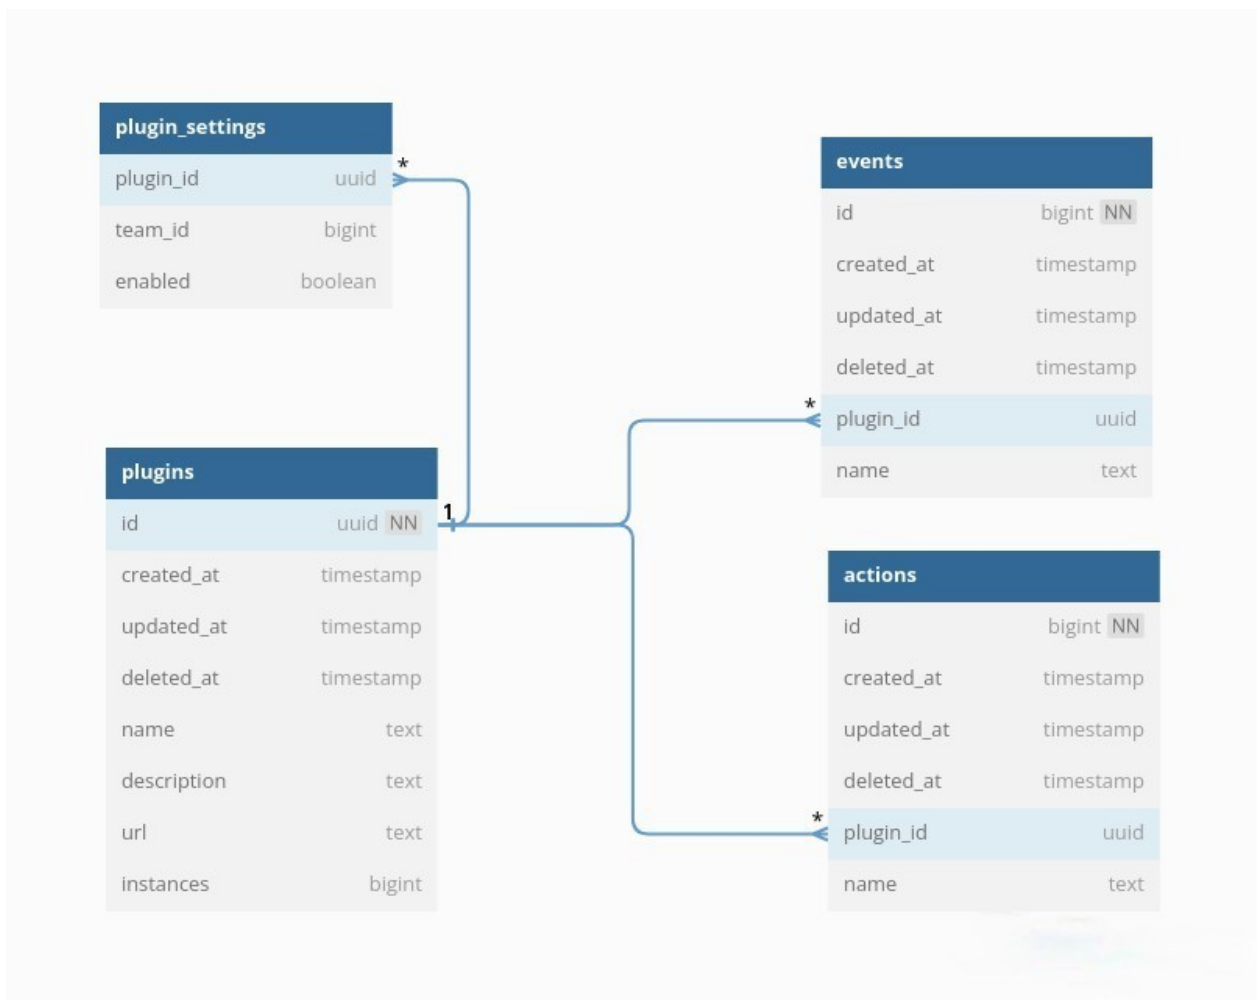 plugin_settings
plugin_id uuid
team_id bigint
enabled boolean
*
plugins
id uuid NN
created_at timestamp
updated_at timestamp
deleted_at timestamp
name text
description text
url text
instances bigint
1
events
id bigint NN
created_at timestamp
updated_at timestamp
deleted_at timestamp
* plugin_id uuid
name text
actions
id bigint NN
created_at timestamp
updated_at timestamp
deleted_at timestamp
* plugin_id uuid
name text